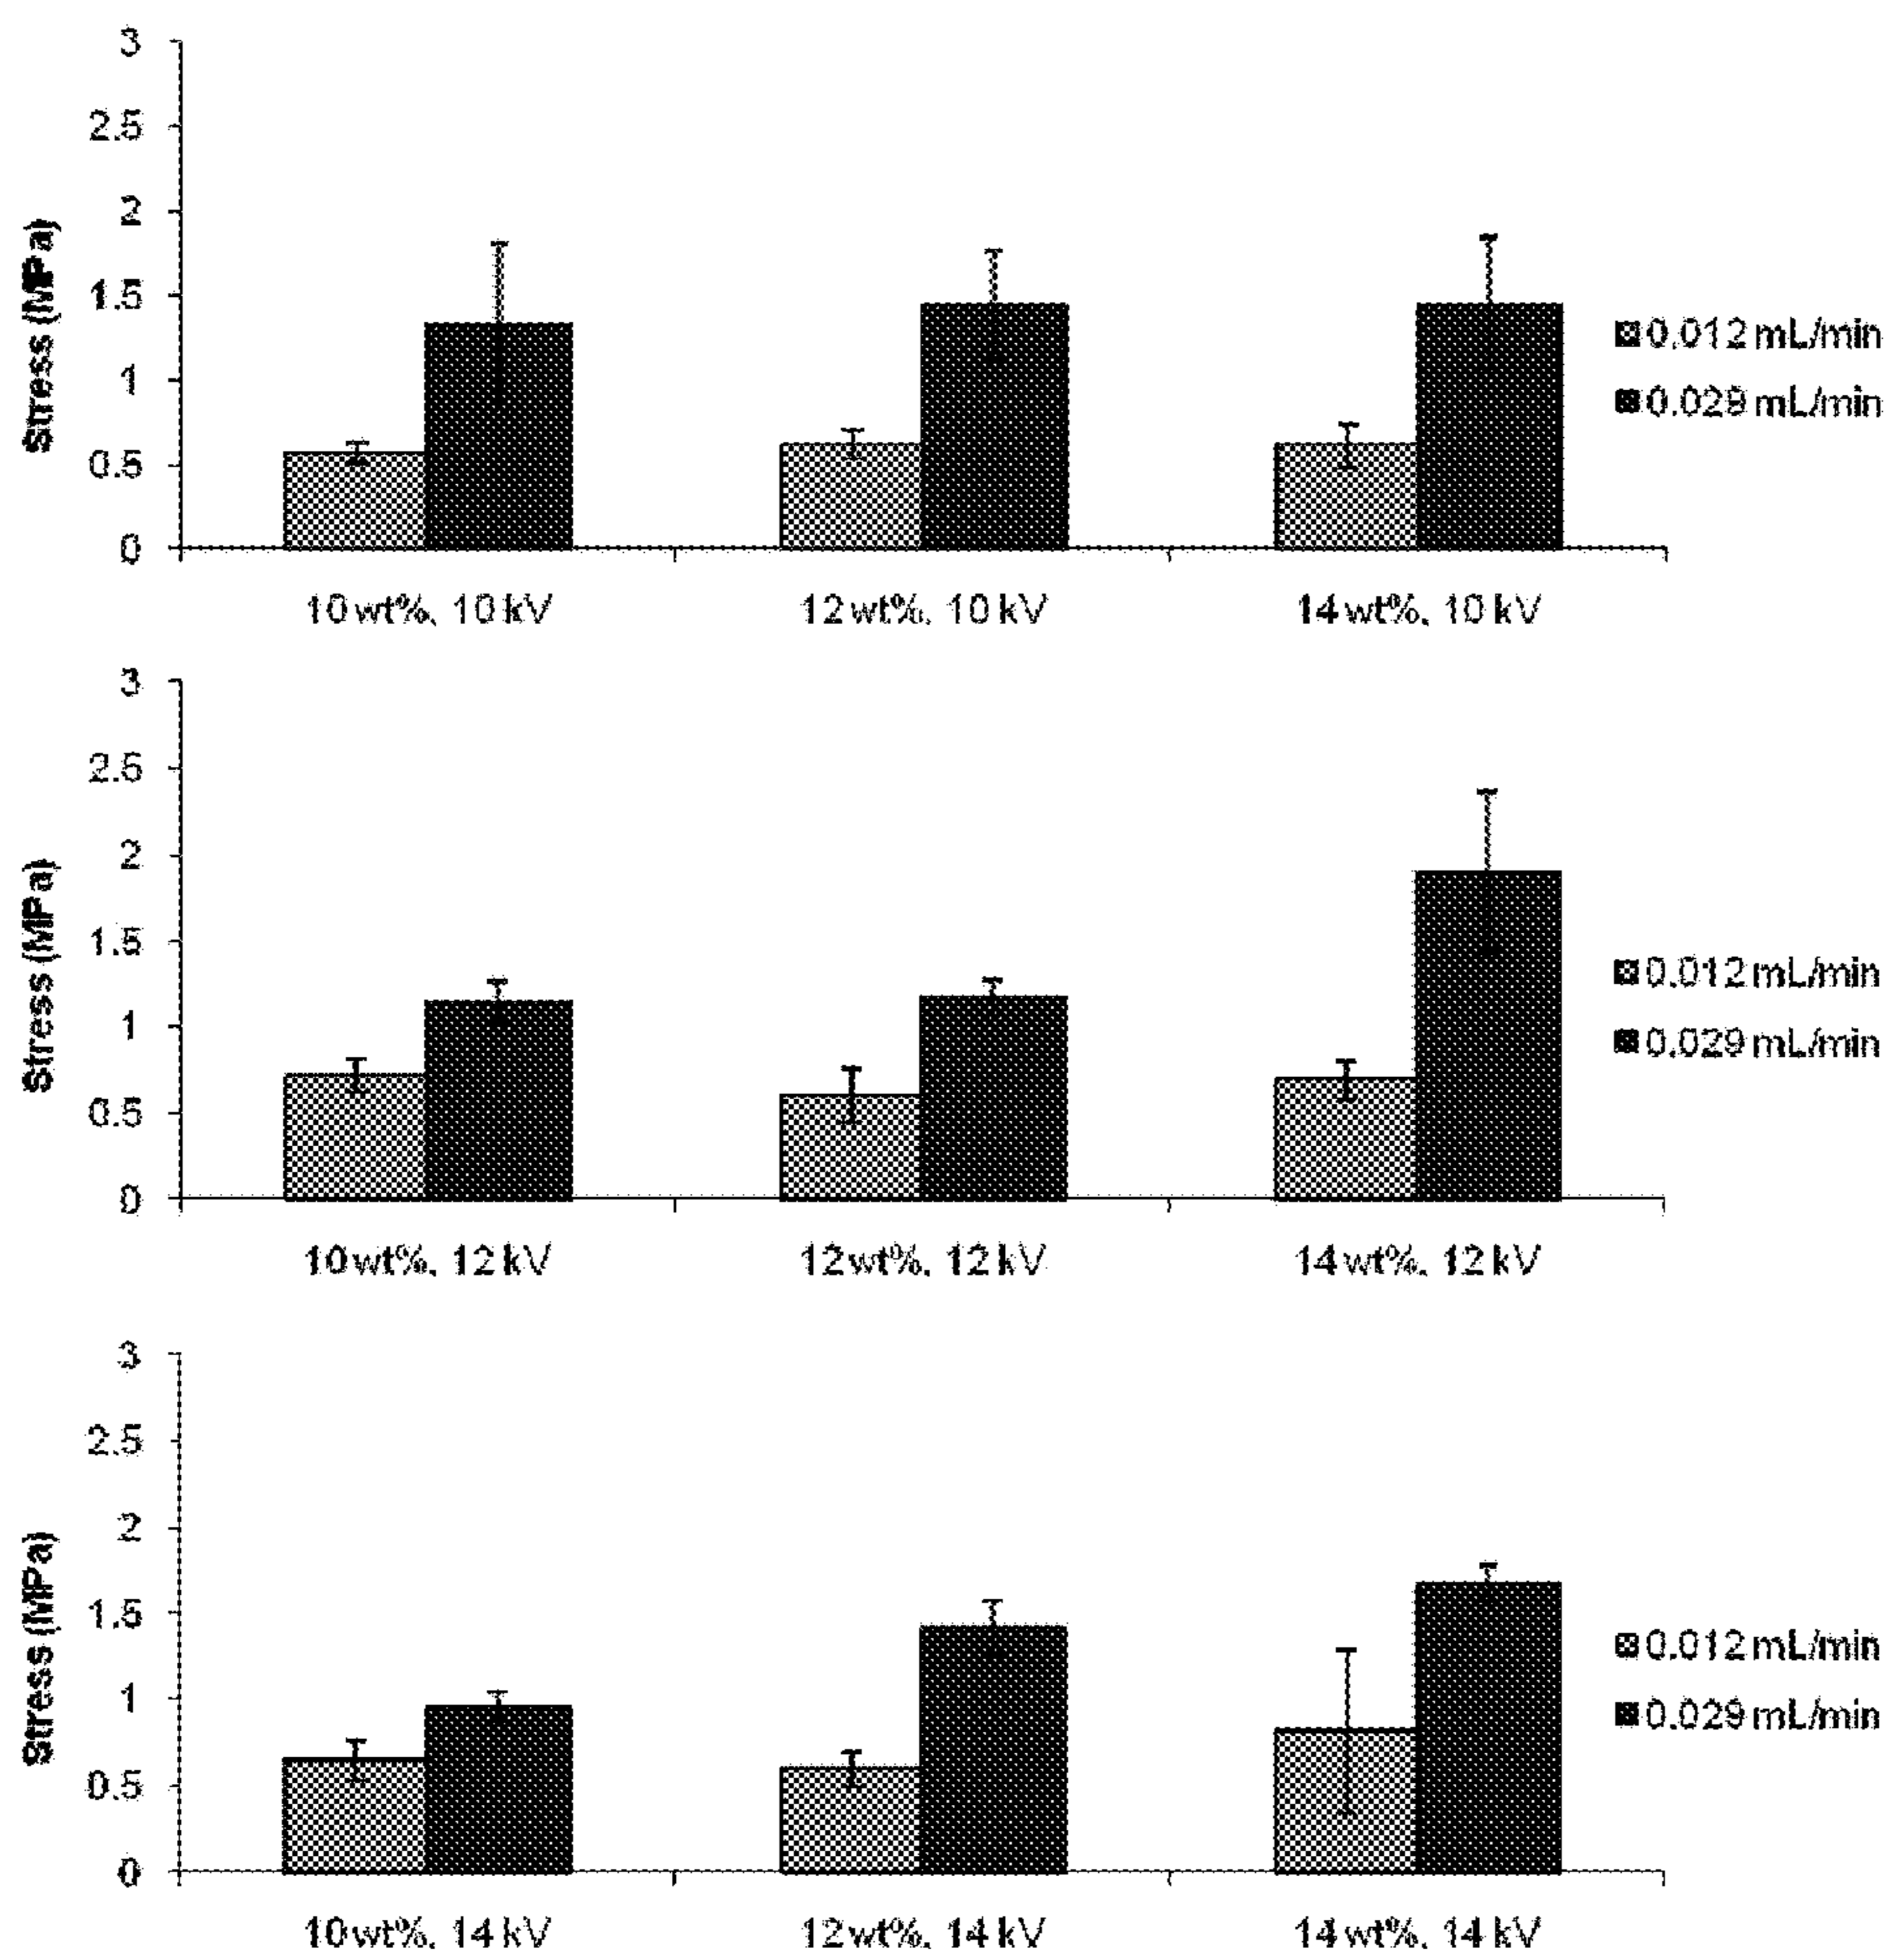 3
2.5
2
1.5
1
0.5
0
Stress (MPa)
10 wt%, 10 kV
12 wt%, 10 kV
14 wt%, 10 kV
0.012 mL/min
0.029 mL/min
3
2.5
2
1.5
1
0.5
0
Stress (MPa)
10 wt%, 12 kV
12 wt%, 12 kV
14 wt%, 12 kV
0.012 mL/min
0.029 mL/min
3
2.5
2
1.5
1
0.5
0
Stress (MPa)
10 wt%, 14 kV
12 wt%, 14 kV
14 wt%, 14 kV
0.012 mL/min
0.029 mL/min